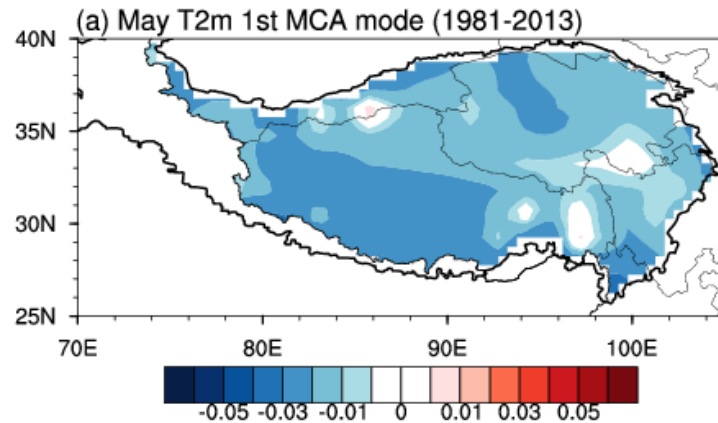 (a) May T2m 1st MCA mode (1981-2013)
40N
35N
30N
25N
70E 80E 90E 100E
-0.05 -0.03 -0.01 0 0.01 0.03 0.05